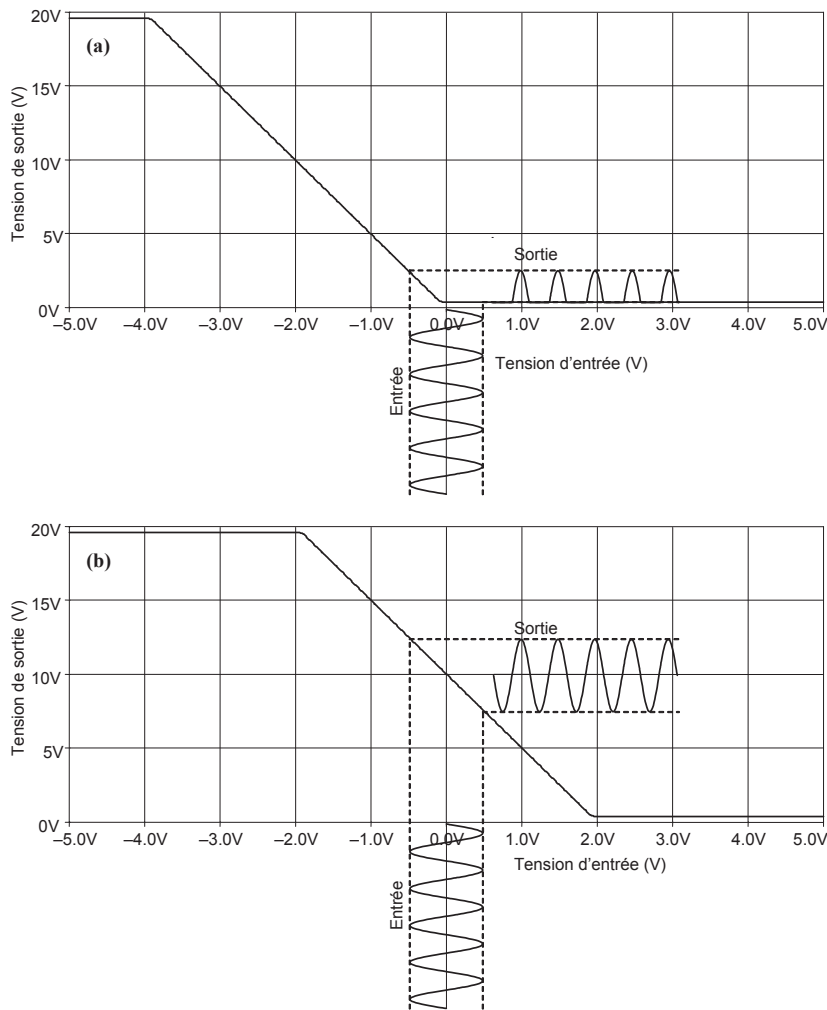 20V
(a)
15V
10V
5V
0V
Tension de sortie (V)
Sortie
–5.0V –4.0V –3.0V –2.0V –1.0V 0.0V 1.0V 2.0V 3.0V 4.0V 5.0V
Tension d'entrée (V)
Entrée
20V
(b)
15V
10V
5V
0V
Tension de sortie (V)
Sortie
–5.0V –4.0V –3.0V –2.0V –1.0V 0.0V 1.0V 2.0V 3.0V 4.0V 5.0V
Tension d'entrée (V)
Entrée